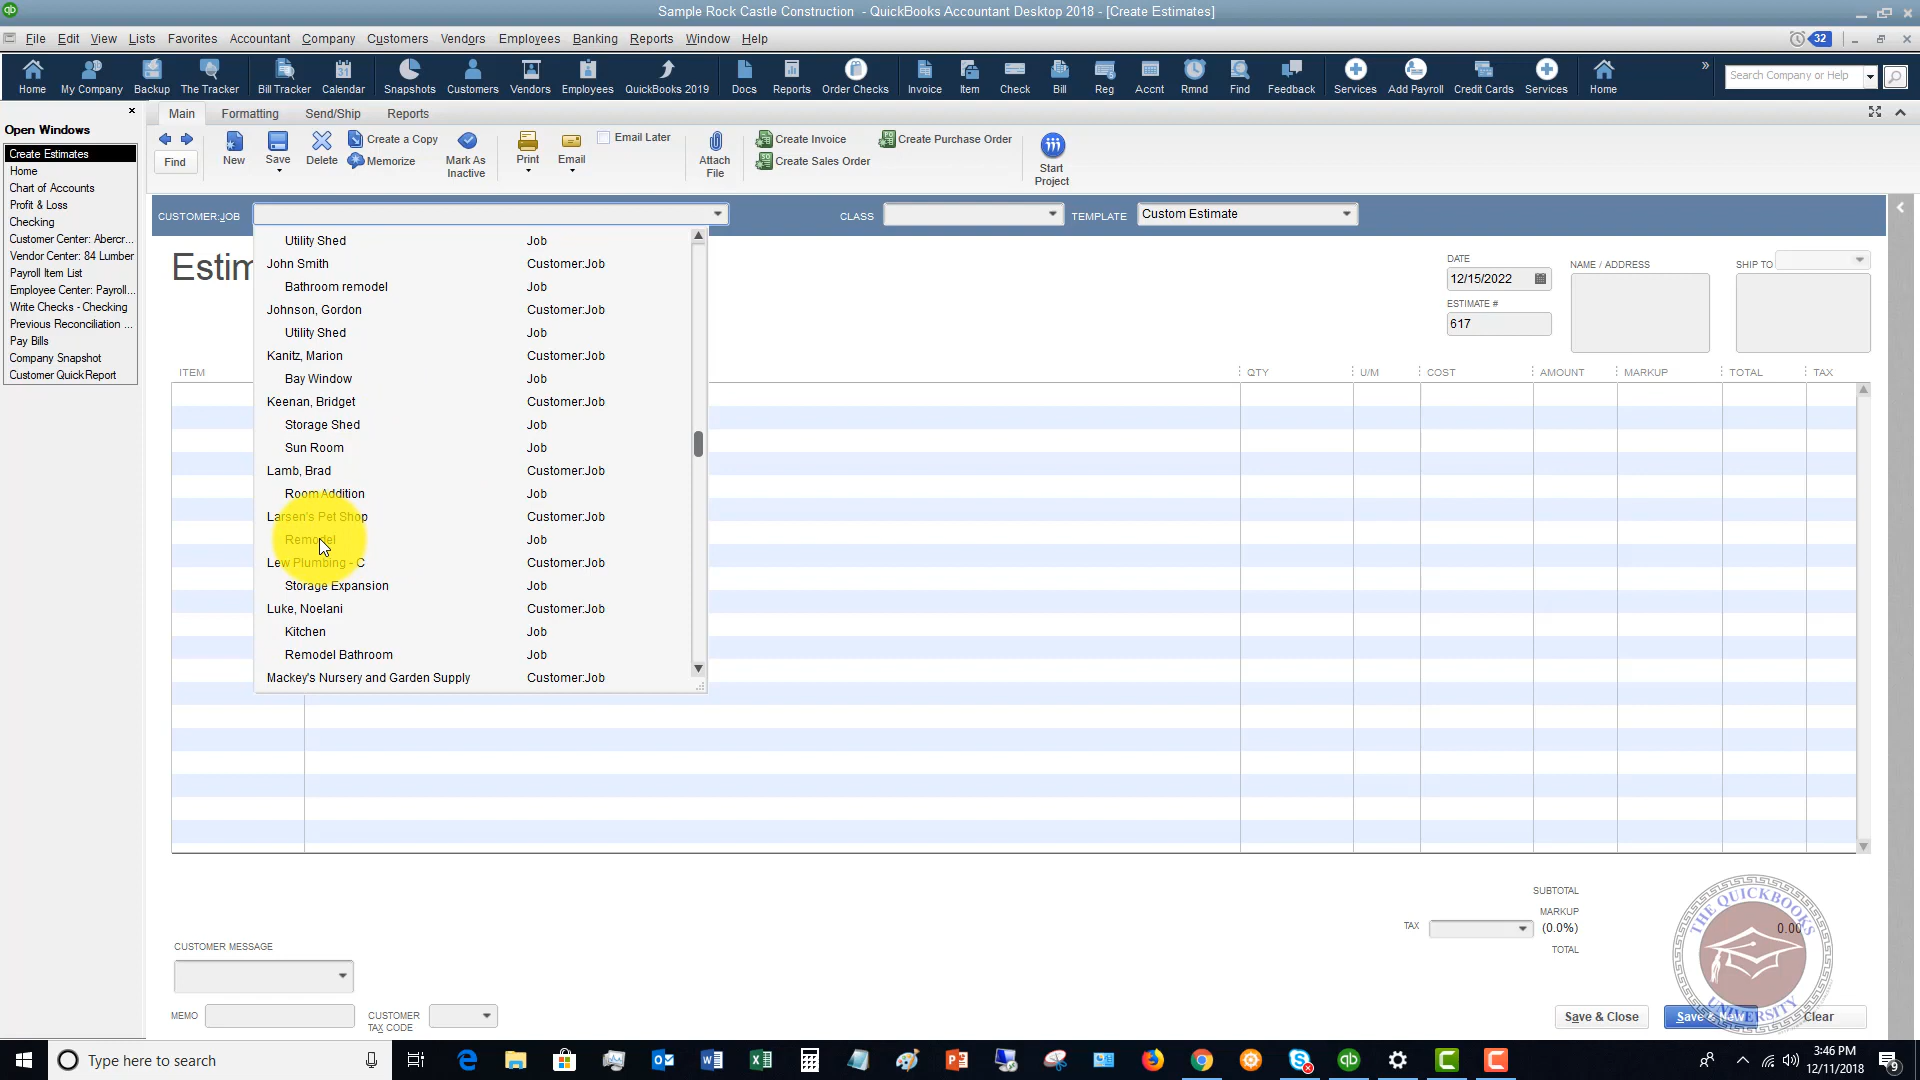 Sample Rock Castle Construction - QuickBooks Accountant Desktop 2018 - [Create Estimates]
File Edit View Lists Favorites Accountant Company Customers Vendors Employees Banking Reports Window Help 32
Home My Company Backup The Tracker Bill Tracker Calendar Snapshots Customers Vendors Employees QuickBooks 2019 Docs Reports Order Checks Invoice Item Check Bill Reg Accnt Rmnd Find Feedback Services Add Payroll Credit Cards Services Home » Search Company or Help
Open Windows
Create Estimates
Home
Chart of Accounts
Profit & Loss
Checking
Customer Center: Abercr...
Vendor Center: 84 Lumber
Payroll Item List
Employee Center: Payroll...
Write Checks - Checking
Previous Reconciliation ...
Pay Bills
Company Snapshot
Customer QuickReport
Main Formatting Send/Ship Reports
Find
New
Save
Delete
Create a Copy
Memorize
Mark As
Inactive
Print
Email
Email Later
Attach
File
Create Invoice
Create Sales Order
Create Purchase Order
Start
Project
CUSTOMER:JOB
CLASS
TEMPLATE Custom Estimate
Estim
Utility Shed Job
John Smith Customer:Job
Bathroom remodel Job
Johnson, Gordon Customer:Job
Utility Shed Job
Kanitz, Marion Customer:Job
Bay Window Job
Keenan, Bridget Customer:Job
Storage Shed Job
Sun Room Job
Lamb, Brad Customer:Job
Room Addition Job
Larsen's Pet Shop Customer:Job
Remodel Job
Lew Plumbing - C Customer:Job
Storage Expansion Job
Luke, Noelani Customer:Job
Kitchen Job
Remodel Bathroom Job
Mackey's Nursery and Garden Supply Customer:Job
DATE
12/15/2022
ESTIMATE #
617
NAME / ADDRESS
SHIP TO
ITEM QTY U/M COST AMOUNT MARKUP TOTAL TAX
SUBTOTAL
MARKUP
TAX (0.0%) 0.00
TOTAL
CUSTOMER MESSAGE
MEMO
CUSTOMER
TAX CODE
Save & Close Save & New Clear
THE QUICKBOOKS UNIVERSITY
Type here to search
3:46 PM
12/11/2018
9